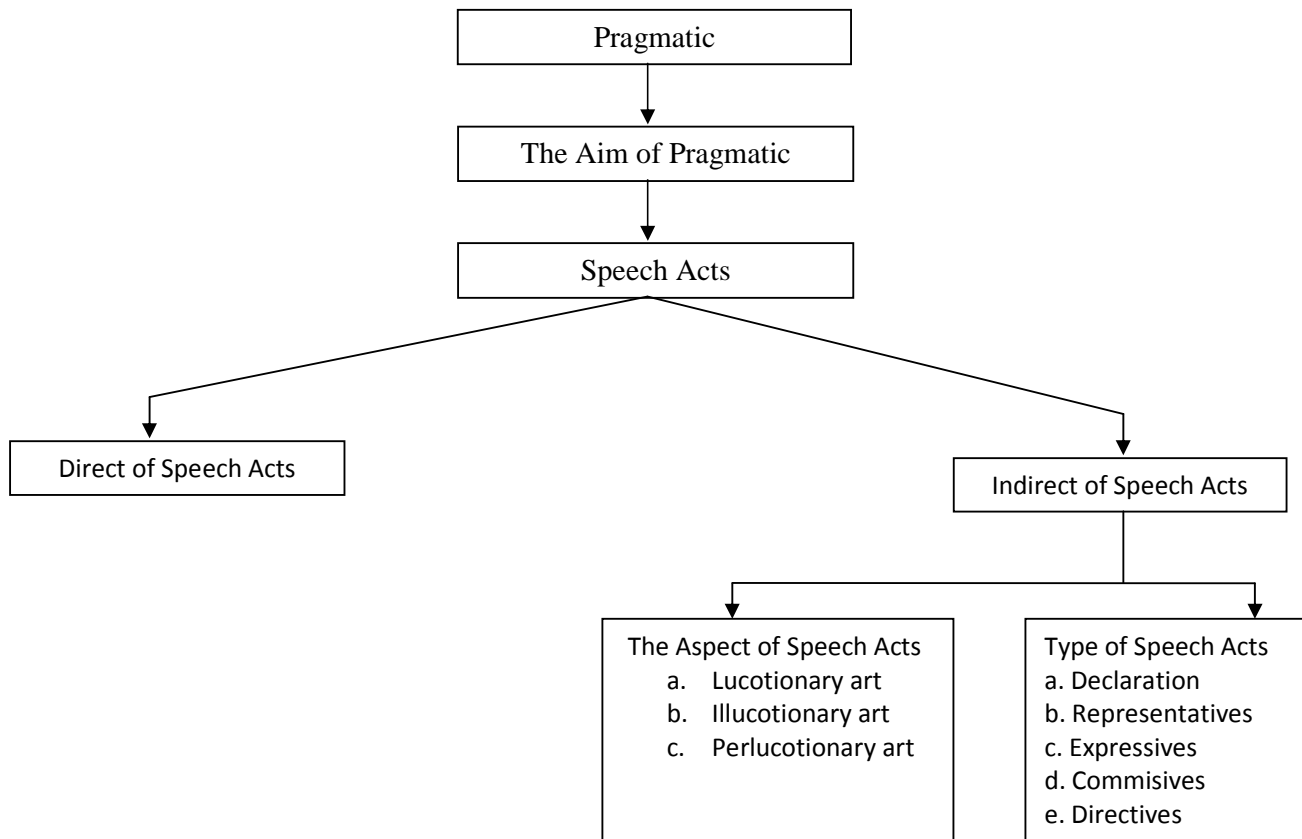 Pragmatic
The Aim of Pragmatic
Speech Acts
Direct of Speech Acts
Indirect of Speech Acts
The Aspect of Speech Acts
a. Lucotionary art
b. Illucotionary art
c. Perlucotionary art
Type of Speech Acts
a. Declaration
b. Representatives
c. Expressives
d. Commisives
e. Directives